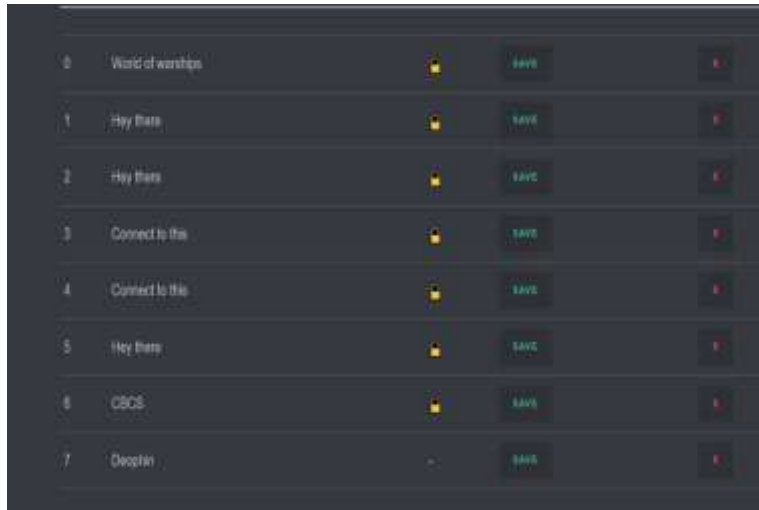 0 World of warships SAVE X
1 Hey there SAVE X
2 Hey there SAVE X
3 Connect to this SAVE X
4 Connect to this SAVE X
5 Hey there SAVE X
6 CBCS SAVE X
7 Deophin - SAVE X